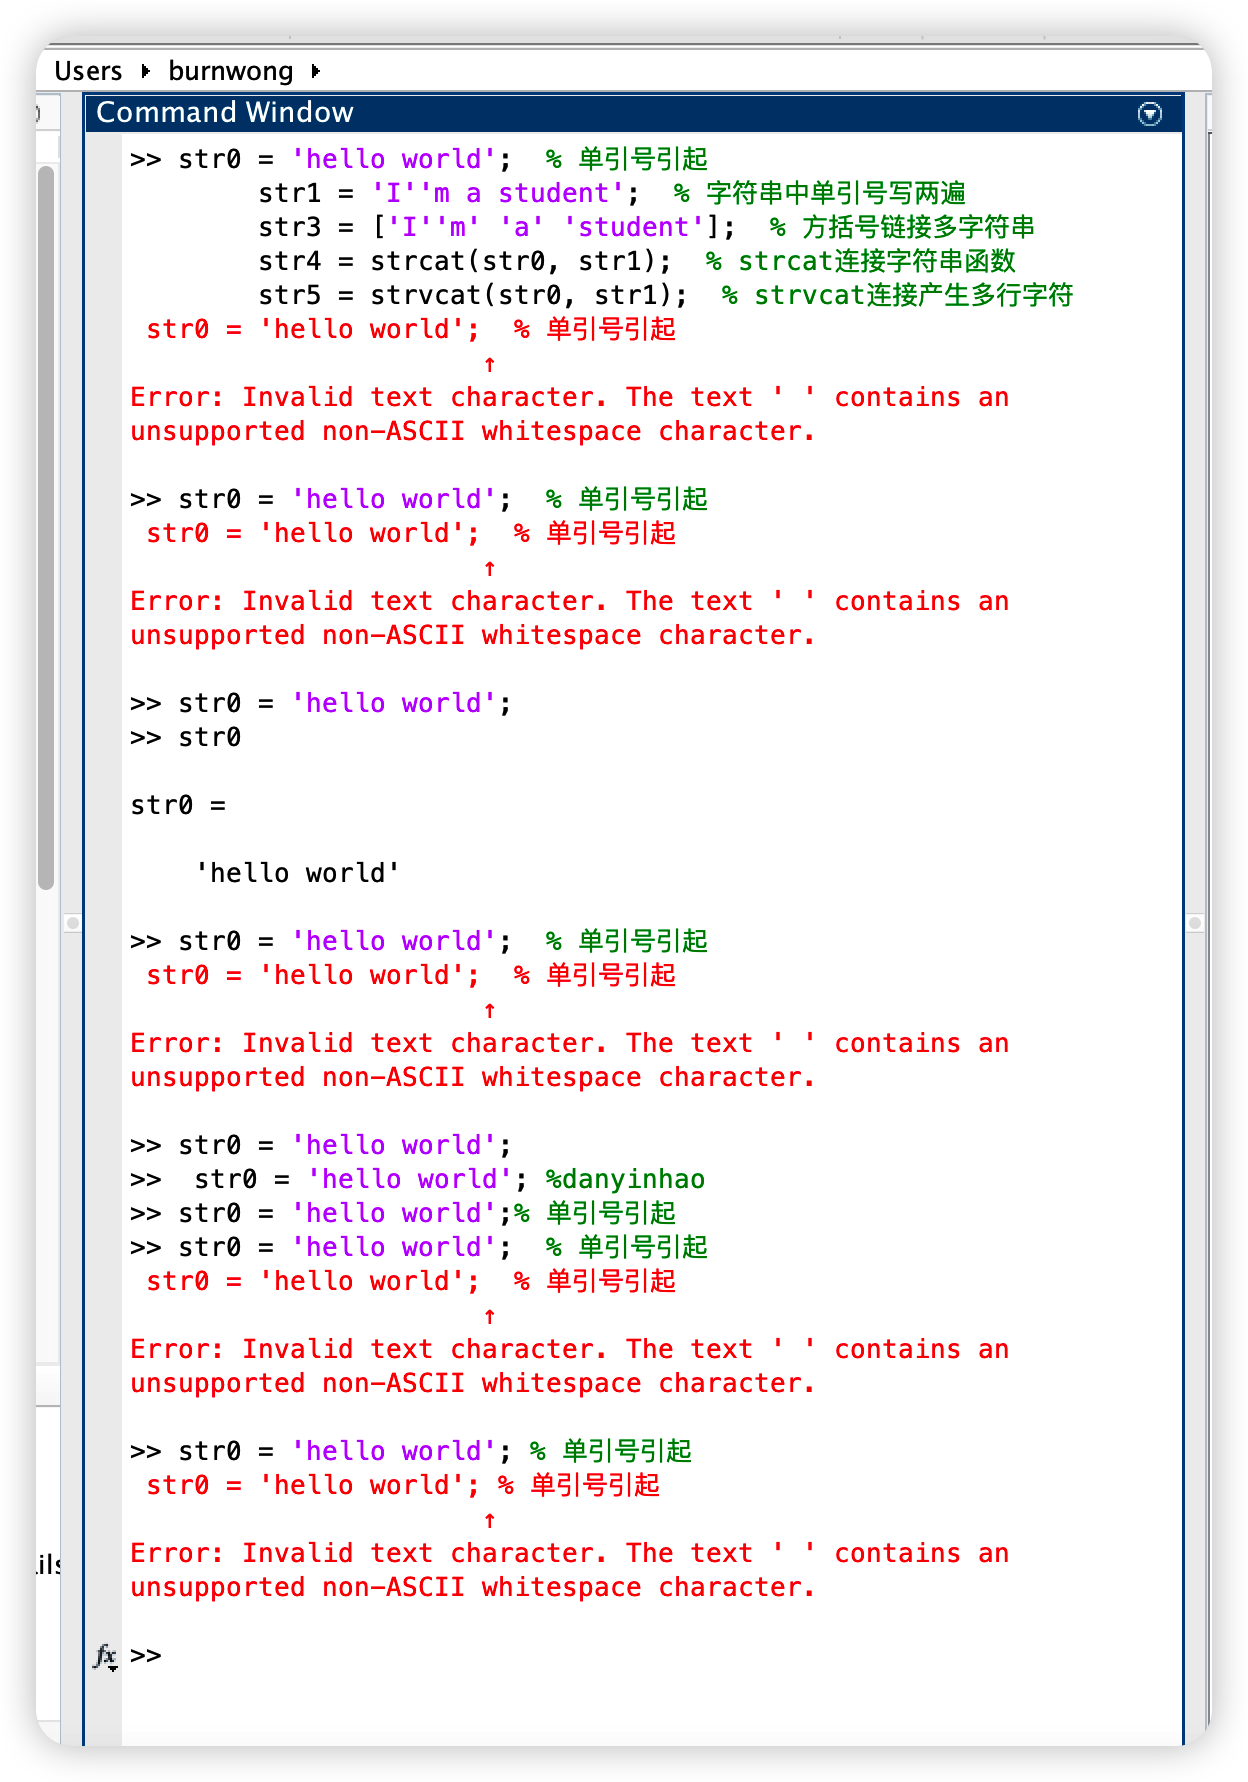 Users ▸ burnwong ▸
Command Window
>> str0 = 'hello world';  % 单引号引起
        str1 = 'I''m a student';  % 字符串中单引号写两遍
        str3 = ['I''m' 'a' 'student'];  % 方括号链接多字符串
        str4 = strcat(str0, str1);  % strcat连接字符串函数
        str5 = strvcat(str0, str1);  % strvcat连接产生多行字符
 str0 = 'hello world';  % 单引号引起
                      ↑
Error: Invalid text character. The text ' ' contains an
unsupported non-ASCII whitespace character.
>> str0 = 'hello world';  % 单引号引起
 str0 = 'hello world';  % 单引号引起
                      ↑
Error: Invalid text character. The text ' ' contains an
unsupported non-ASCII whitespace character.
>> str0 = 'hello world';
>> str0
str0 =
    'hello world'
>> str0 = 'hello world';  % 单引号引起
 str0 = 'hello world';  % 单引号引起
                      ↑
Error: Invalid text character. The text ' ' contains an
unsupported non-ASCII whitespace character.
>> str0 = 'hello world';
>>  str0 = 'hello world'; %danyinhao
>> str0 = 'hello world';% 单引号引起
>> str0 = 'hello world';  % 单引号引起
 str0 = 'hello world';  % 单引号引起
                      ↑
Error: Invalid text character. The text ' ' contains an
unsupported non-ASCII whitespace character.
>> str0 = 'hello world'; % 单引号引起
 str0 = 'hello world'; % 单引号引起
                      ↑
Error: Invalid text character. The text ' ' contains an
unsupported non-ASCII whitespace character.
ils
fx >>